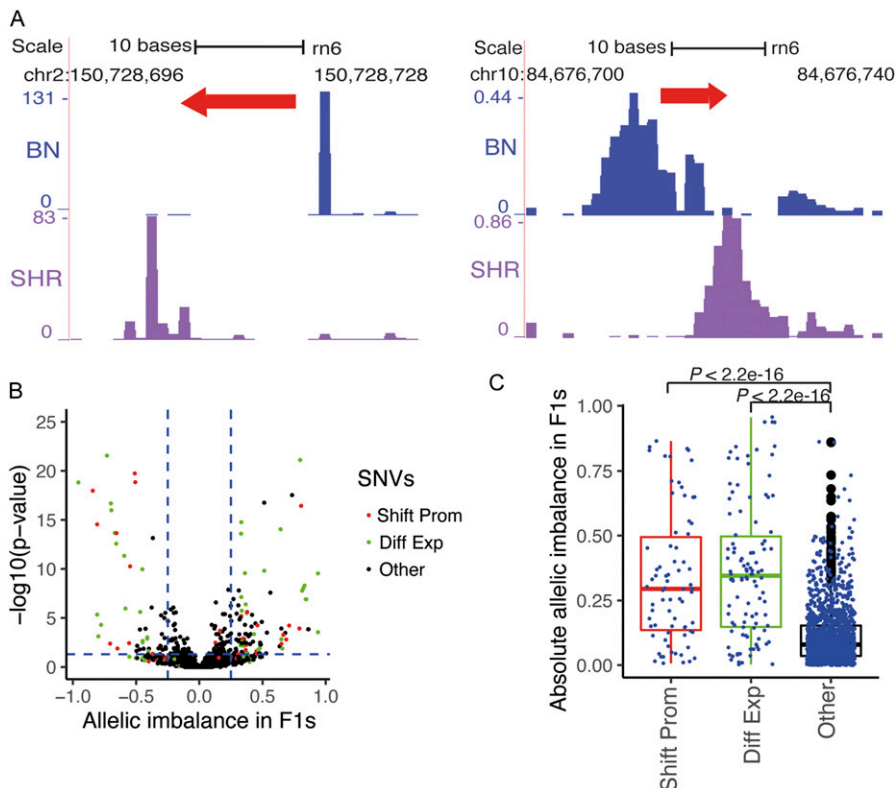 A
Scale 10 bases rn6
chr2:150,728,696 150,728,728
131
BN
0
83
SHR
0
Scale 10 bases rn6
chr10:84,676,700 84,676,740
0.44
BN
0
0.86
SHR
0
B
25
20
15
10
5
0
-log10(p-value)
-1.0 -0.5 0.0 0.5 1.0
Allelic imbalance in F1s
SNVs
Shift Prom
Diff Exp
Other
C
P < 2.2e-16
P < 2.2e-16
1.00
0.75
0.50
0.25
0.00
Absolute allelic imbalance in F1s
Shift Prom
Diff Exp
Other